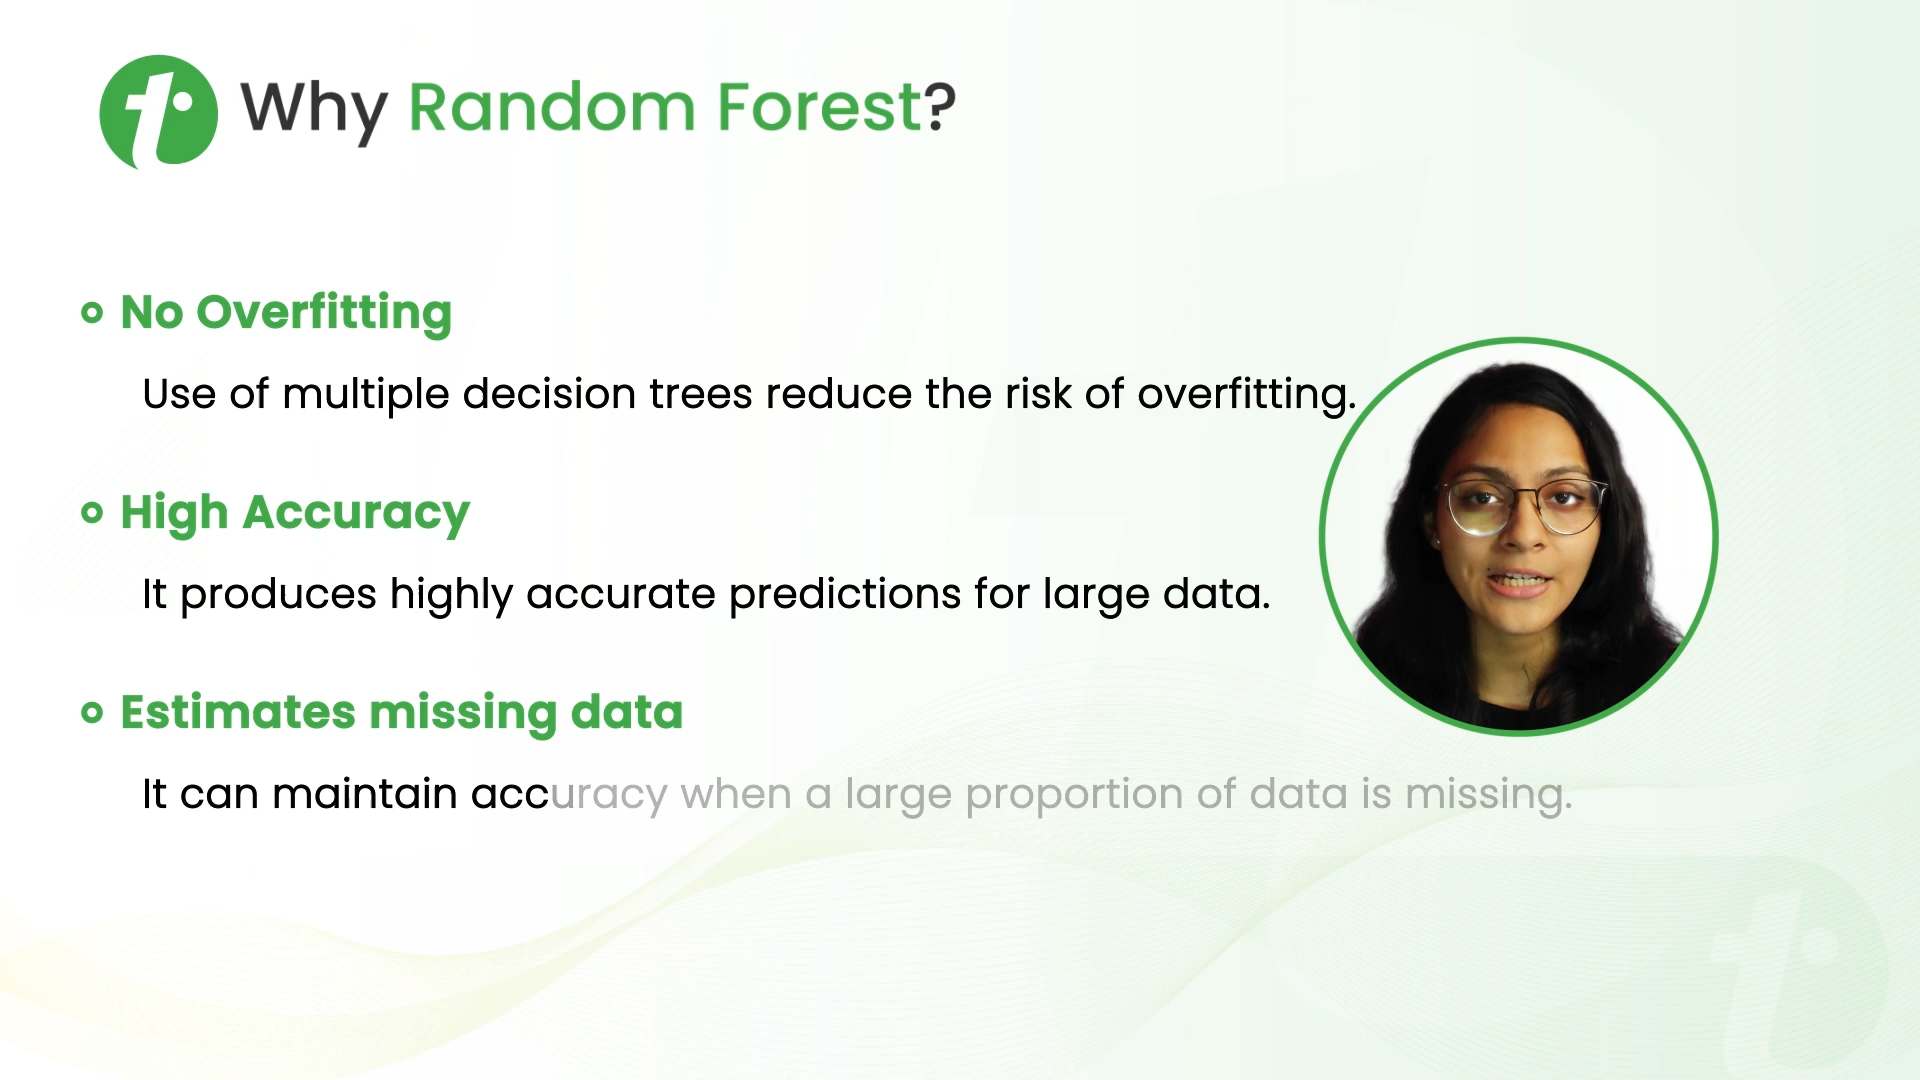 Why Random Forest?
No Overfitting
Use of multiple decision trees reduce the risk of overfitting.
High Accuracy
It produces highly accurate predictions for large data.
Estimates missing data
It can maintain accuracy when a large proportion of data is missing.